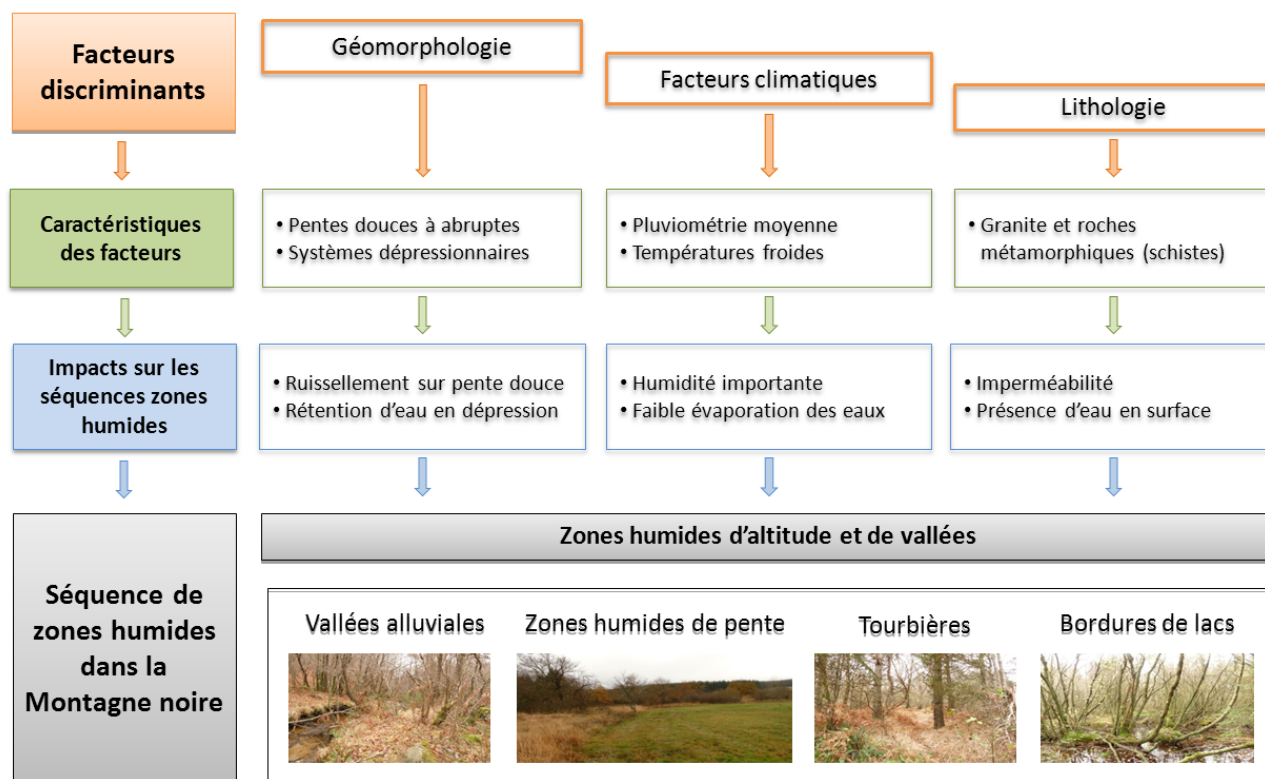 Facteurs
discriminants
Géomorphologie
Facteurs climatiques
Lithologie
Caractéristiques
des facteurs
• Pentes douces à abruptes
• Systèmes dépressionnaires
• Pluviométrie moyenne
• Températures froides
• Granite et roches
métamorphiques (schistes)
Impacts sur les
séquences zones
humides
• Ruissellement sur pente douce
• Rétention d'eau en dépression
• Humidité importante
• Faible évaporation des eaux
• Imperméabilité
• Présence d'eau en surface
Séquence de
zones humides
dans la
Montagne noire
Zones humides d'altitude et de vallées
Vallées alluviales
Zones humides de pente
Tourbières
Bordures de lacs